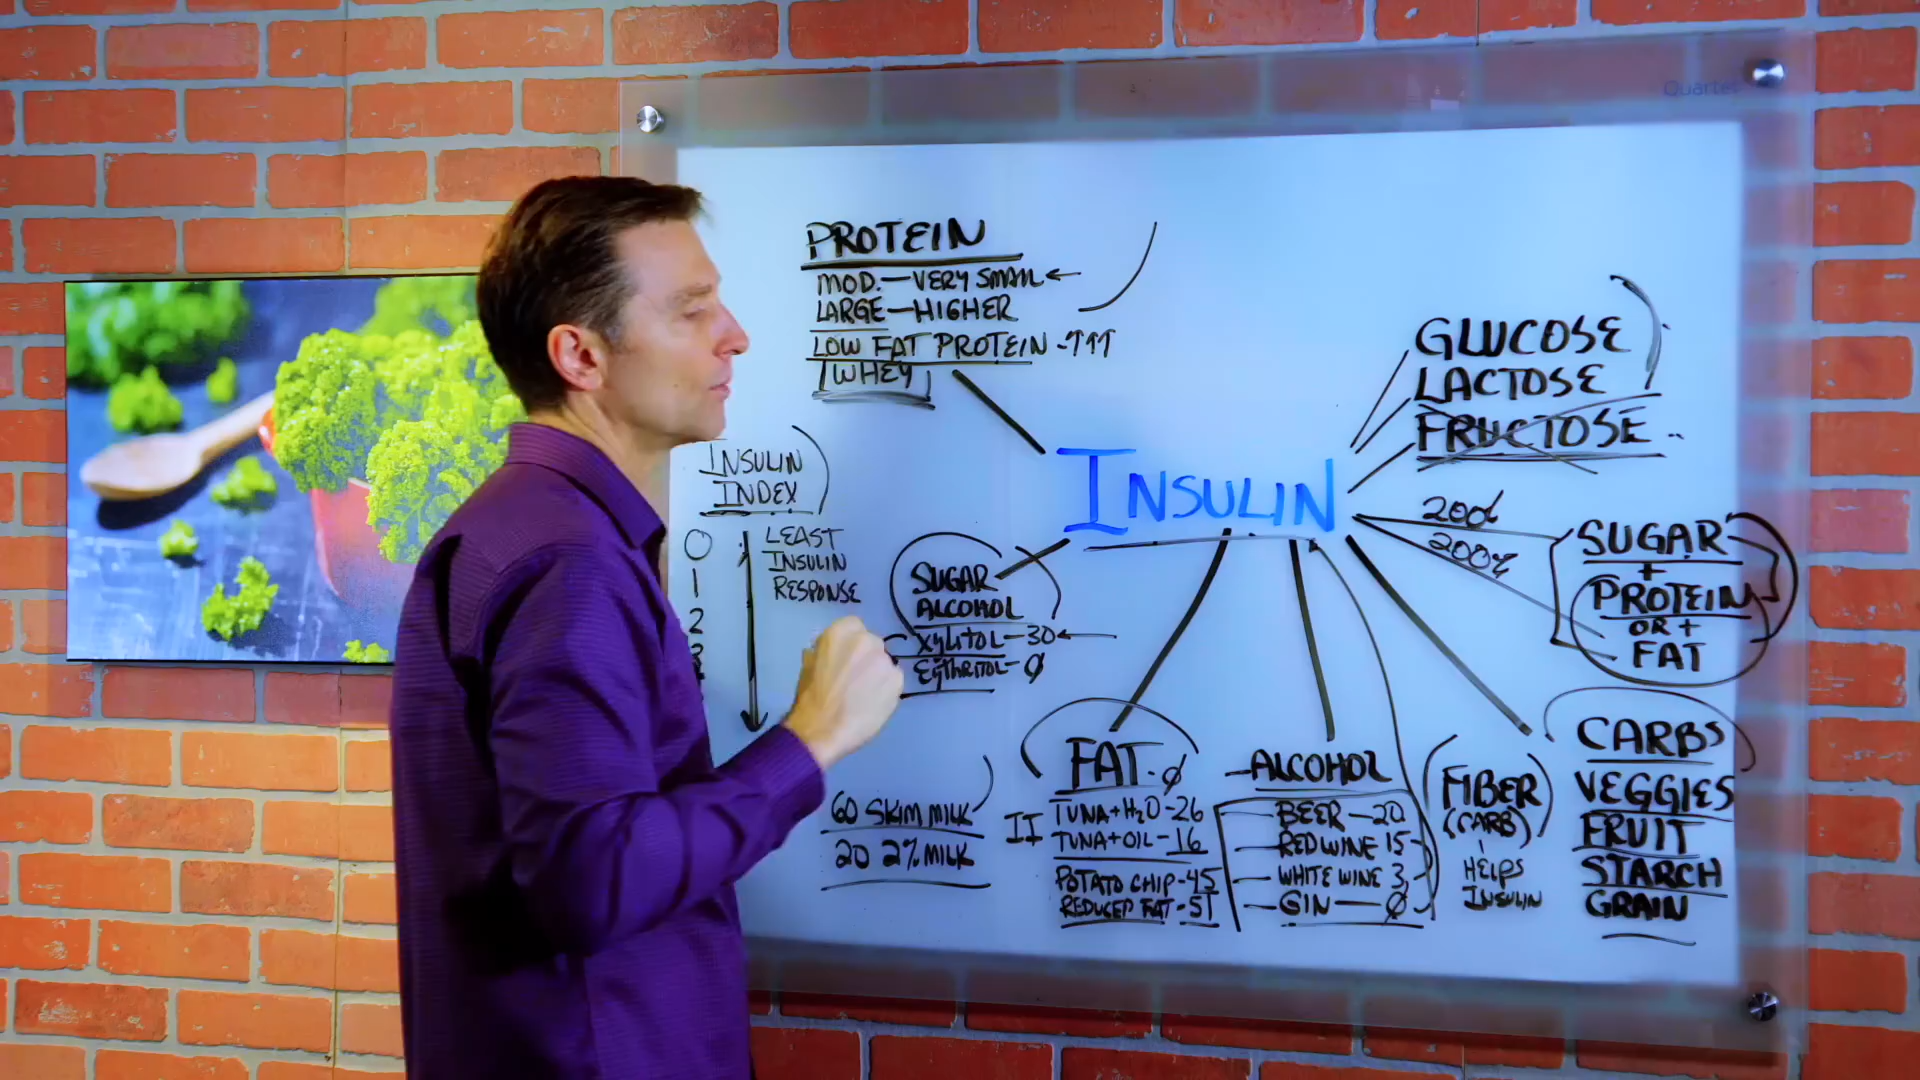 Quartet
PROTEIN
MOD.—VERY SMALL ←
LARGE—HIGHER
LOW FAT PROTEIN -↑↑↑
WHEY
INSULIN
INDEX
0
1
2
3
LEAST
INSULIN
RESPONSE
SUGAR
ALCOHOL
XYLITOL—30 ←
ERYTHRITOL-Ø
INSULIN
GLUCOSE
LACTOSE
FRUCTOSE
200%
200%
SUGAR
+
PROTEIN
OR +
FAT
60 SKIM MILK
20 2% MILK
FAT-Ø
II
TUNA+H2O-26
TUNA+OIL-16
POTATO CHIP-45
REDUCED FAT-51
-ALCOHOL
-BEER—20
-RED WINE 15-
-WHITE WINE 3-
-GIN—Ø-
FIBER
(CARB)
HELPS
INSULIN
CARBS
VEGGIES
FRUIT
STARCH
GRAIN